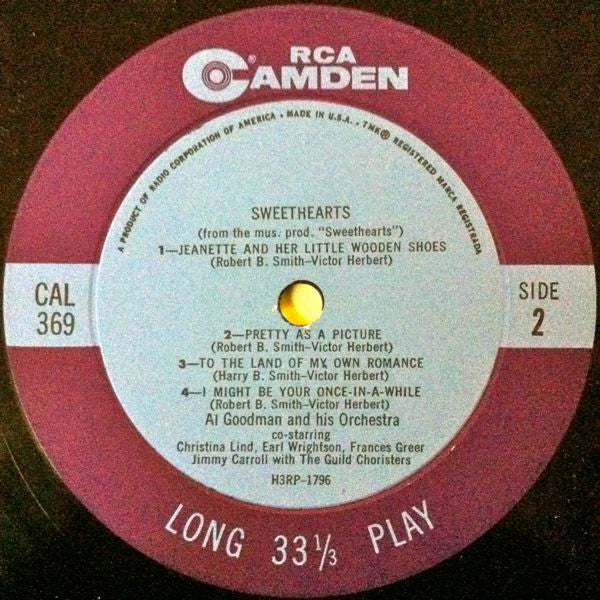 RCA
CAMDEN
®
A PRODUCT OF RADIO CORPORATION OF AMERICA • MADE IN U.S.A. • TMK ® REGISTERED MARCA REGISTRADA
SWEETHEARTS
(from the mus. prod. "Sweethearts")
1—JEANETTE AND HER LITTLE WOODEN SHOES
(Robert B. Smith–Victor Herbert)
CAL
369
SIDE
2
2—PRETTY AS A PICTURE
(Robert B. Smith–Victor Herbert)
3—TO THE LAND OF MY OWN ROMANCE
(Harry B. Smith–Victor Herbert)
4—I MIGHT BE YOUR ONCE-IN-A-WHILE
(Robert B. Smith–Victor Herbert)
Al Goodman and his Orchestra
co-starring
Christina Lind, Earl Wrightson, Frances Greer
Jimmy Carroll with The Guild Choristers
H3RP–1796
LONG 33 1/3 PLAY